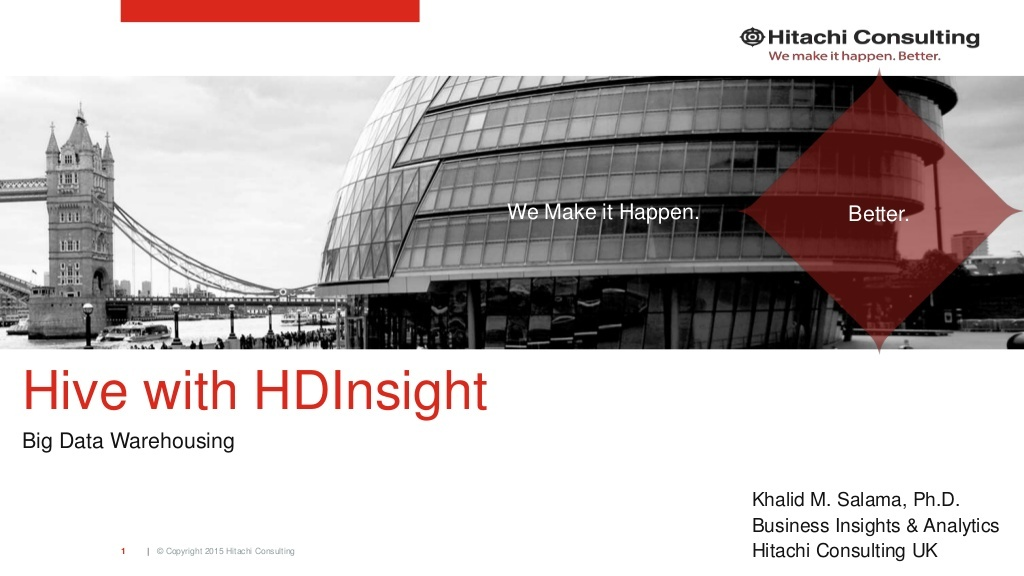 Hitachi Consulting
We make it happen. Better.
We Make it Happen.
Better.
Hive with HDInsight
Big Data Warehousing
Khalid M. Salama, Ph.D.
Business Insights & Analytics
Hitachi Consulting UK
1 | © Copyright 2015 Hitachi Consulting